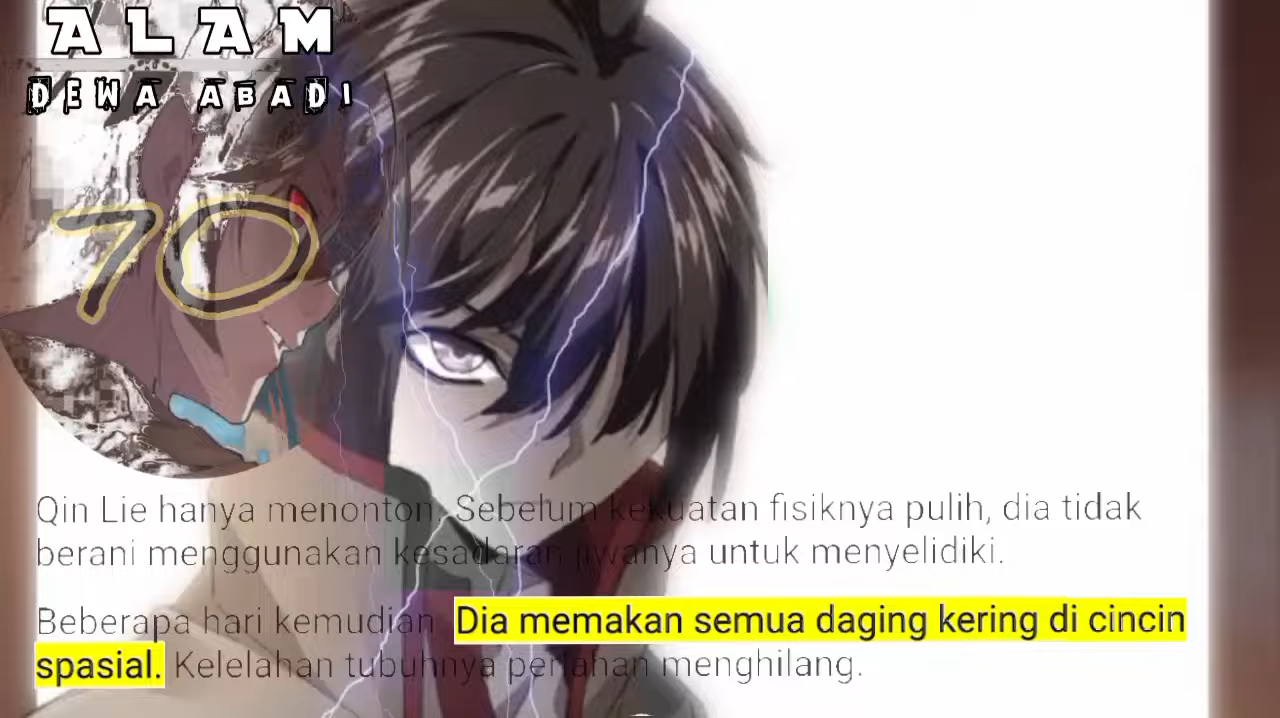 ALAM
DEWA ABADI
70
Qin Lie hanya menonton. Sebelum kekuatan fisiknya pulih, dia tidak
berani menggunakan kesadaran jiwanya untuk menyelidiki.
Beberapa hari kemudian. Dia memakan semua daging kering di cincin
spasial. Kelelahan tubuhnya perlahan menghilang.